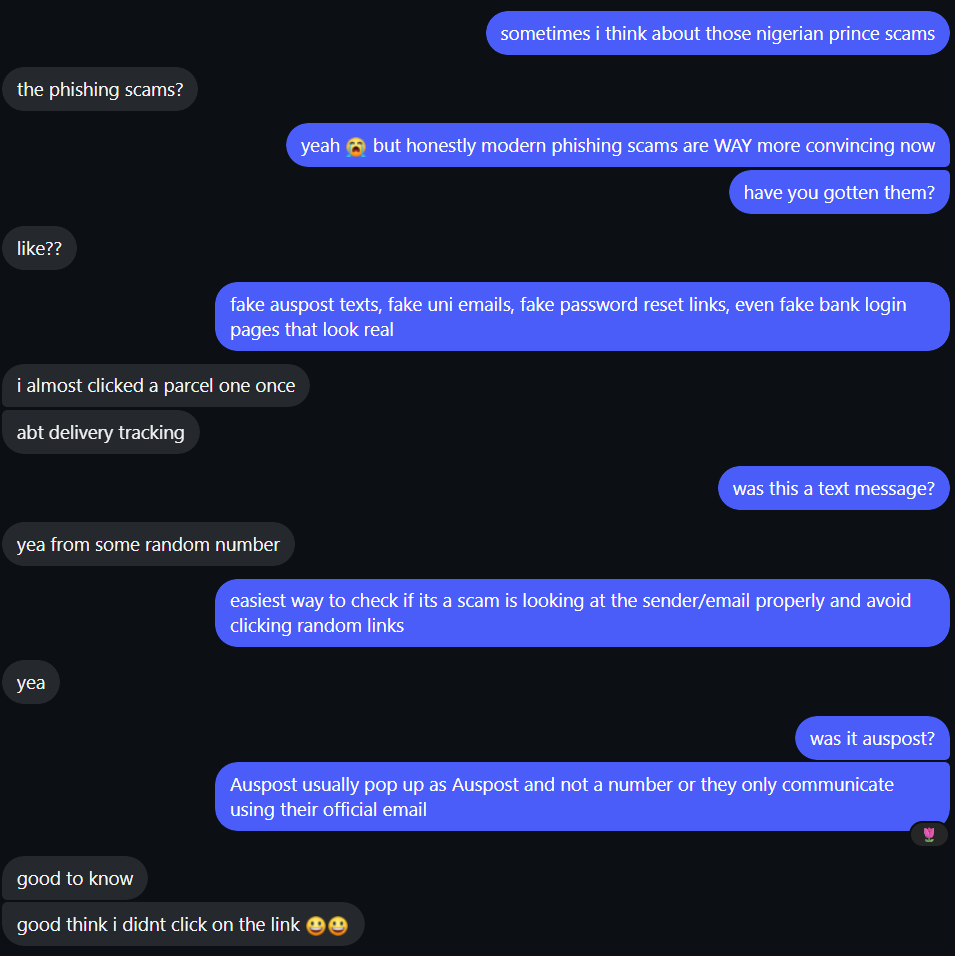 sometimes i think about those nigerian prince scams
the phishing scams?
yeah 😭 but honestly modern phishing scams are WAY more convincing now
have you gotten them?
like??
fake auspost texts, fake uni emails, fake password reset links, even fake bank login
pages that look real
i almost clicked a parcel one once
abt delivery tracking
was this a text message?
yea from some random number
easiest way to check if its a scam is looking at the sender/email properly and avoid
clicking random links
yea
was it auspost?
Auspost usually pop up as Auspost and not a number or they only communicate
using their official email
🌷
good to know
good think i didnt click on the link 😀😀